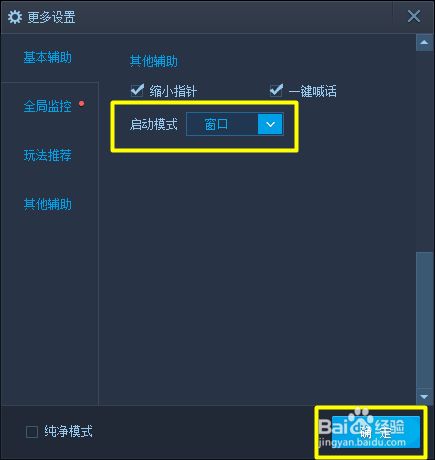 更多设置
基本辅助
全局监控
玩法推荐
其他辅助
其他辅助
缩小指针
一键喊话
启动模式 窗口
纯净模式
确 定
Baidu经验
jingyan.baidu.com